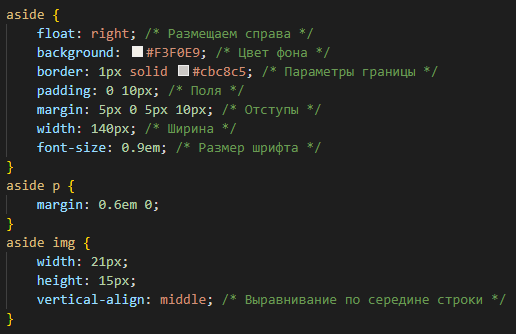 aside {
    float: right; /* Размещаем справа */
    background: #F3F0E9; /* Цвет фона */
    border: 1px solid #cbc8c5; /* Параметры границы */
    padding: 0 10px; /* Поля */
    margin: 5px 0 5px 10px; /* Отступы */
    width: 140px; /* Ширина */
    font-size: 0.9em; /* Размер шрифта */
}
aside p {
    margin: 0.6em 0;
}
aside img {
    width: 21px;
    height: 15px;
    vertical-align: middle; /* Выравнивание по середине строки */
}